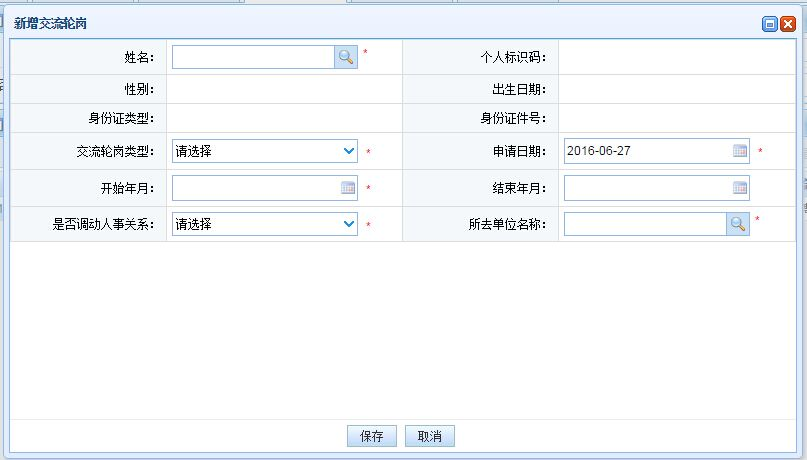 新增交流轮岗
姓名： * 个人标识码：
性别： 出生日期：
身份证类型： 身份证件号：
交流轮岗类型： 请选择 * 申请日期： 2016-06-27 *
开始年月： * 结束年月：
是否调动人事关系： 请选择 * 所去单位名称： *
保存 取消